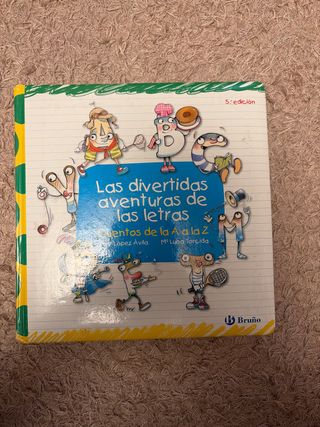 5.ª edición
Las divertidas
aventuras de
las letras
Cuentos de la A a la Z
López Ávila Mª Luisa Torcida
Bruño